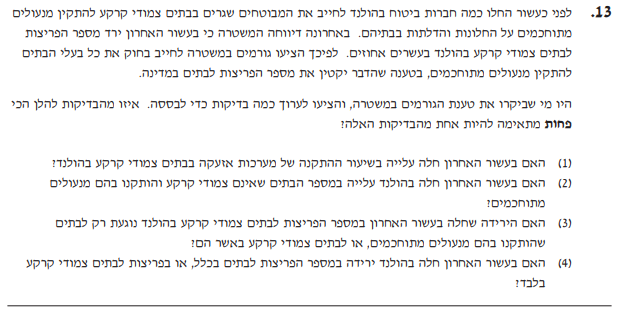 13. לפני כעשור החלו כמה חברות ביטוח בהולנד לחייב את המבוטחים שגרים בבתים צמודי קרקע להתקין מנעולים
מתוחכמים על החלונות והדלתות בבתיהם. באחרונה דיווחה המשטרה כי בעשור האחרון ירד מספר הפריצות
לבתים צמודי קרקע בהולנד בעשרים אחוזים. לפיכך הציעו גורמים במשטרה לחייב בחוק את כל בעלי הבתים
להתקין מנעולים מתוחכמים, בטענה שהדבר יקטין את מספר הפריצות לבתים במדינה.
היו מי שביקרו את טענת הגורמים במשטרה, והציעו לערוך כמה בדיקות כדי לבססה. איזו מהבדיקות להלן הכי
פחות מתאימה להיות אחת מהבדיקות האלה?
(1) האם בעשור האחרון חלה עלייה בשיעור ההתקנה של מערכות אזעקה בבתים צמודי קרקע בהולנד?
(2) האם בעשור האחרון חלה בהולנד עלייה במספר הבתים שאינם צמודי קרקע והותקנו בהם מנעולים
מתוחכמים?
(3) האם הירידה שחלה בעשור האחרון במספר הפריצות לבתים צמודי קרקע בהולנד נוגעת רק לבתים
שהותקנו בהם מנעולים מתוחכמים, או לבתים צמודי קרקע באשר הם?
(4) האם בעשור האחרון חלה בהולנד ירידה במספר הפריצות לבתים בכלל, או בפריצות לבתים צמודי קרקע
בלבד?